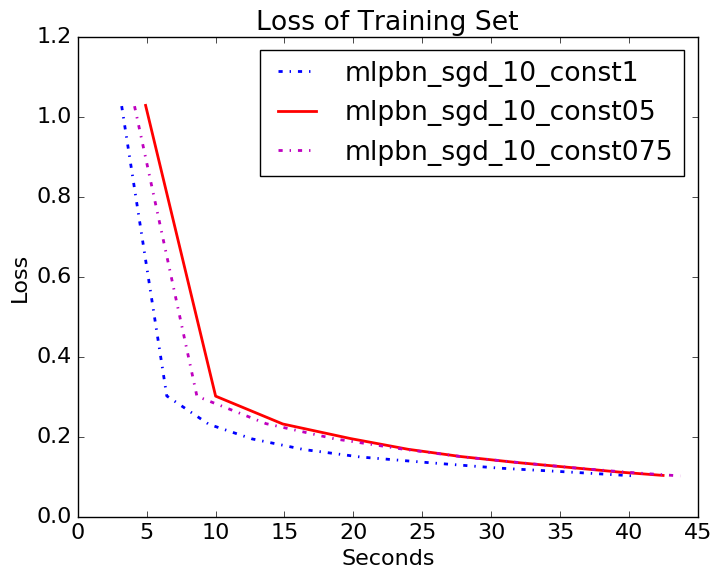 Loss of Training Set
1.2
1.0
0.8
0.6
0.4
0.2
0.0
Loss
mlpbn_sgd_10_const1
mlpbn_sgd_10_const05
mlpbn_sgd_10_const075
0 5 10 15 20 25 30 35 40 45
Seconds